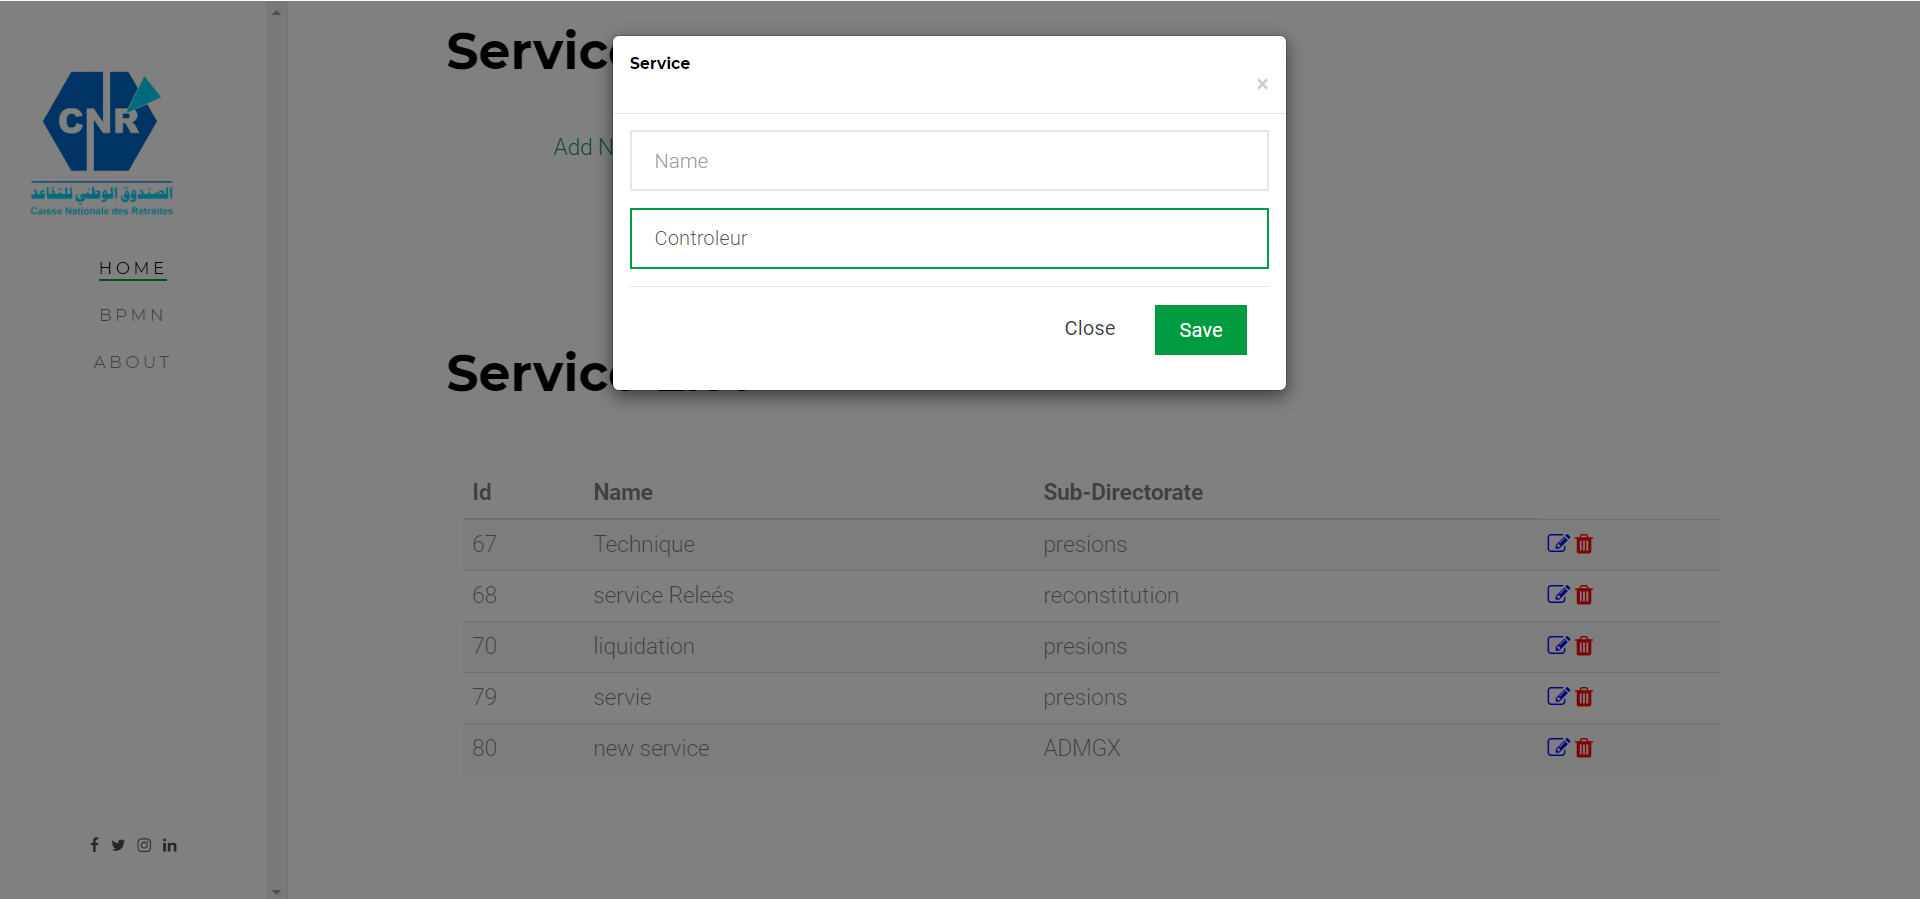 CNR
الصندوق الوطني للتقاعد
Caisse Nationale des Retraites
HOME
BPMN
ABOUT
Service
×
Name
Controleur
Close
Save
Add
Service
Id Name Sub-Directorate
67 Technique presions
68 service Releés reconstitution
70 liquidation presions
79 servie presions
80 new service ADMGX